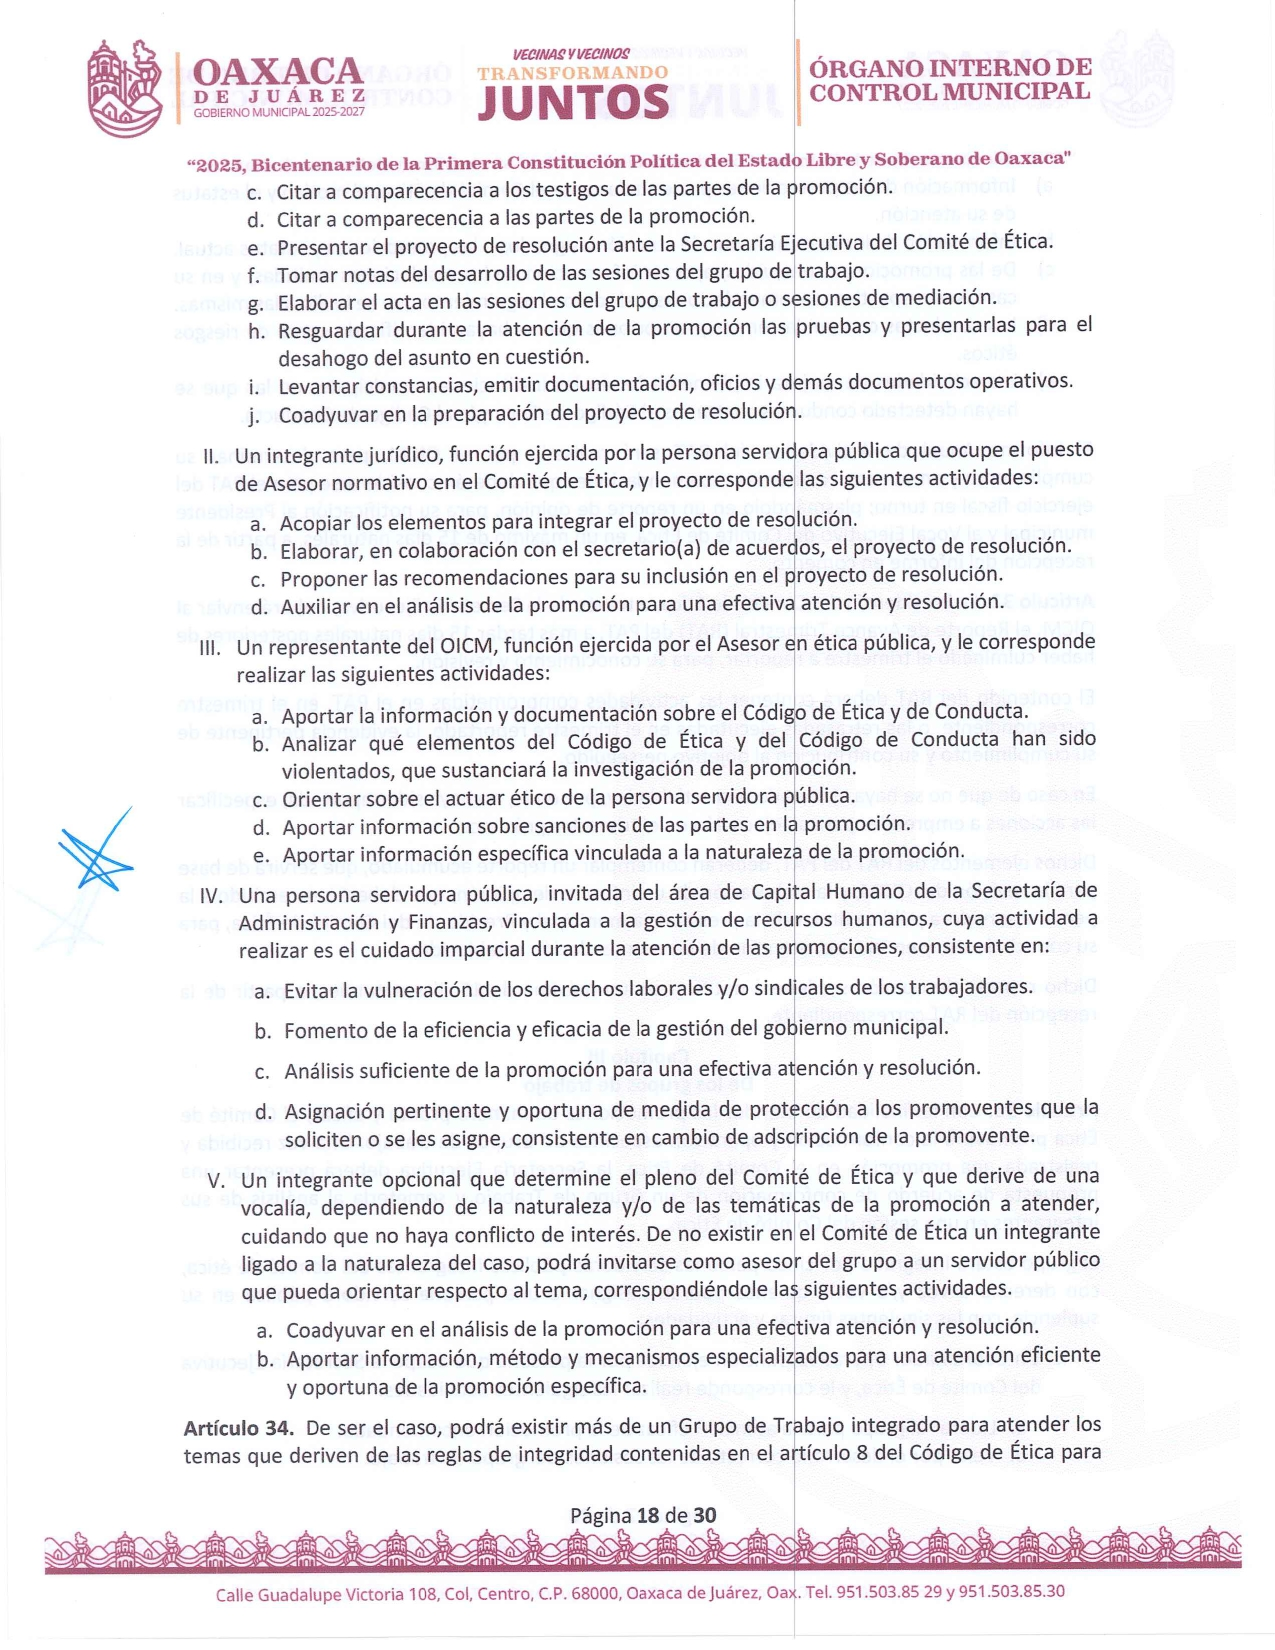 OAXACA
DE JUÁREZ
GOBIERNO MUNICIPAL 2025-2027
VECINAS Y VECINOS
TRANSFORMANDO
JUNTOS
ÓRGANO INTERNO DE
CONTROL MUNICIPAL
“2025, Bicentenario de la Primera Constitución Política del Estado Libre y Soberano de Oaxaca"
c. Citar a comparecencia a los testigos de las partes de la promoción.
d. Citar a comparecencia a las partes de la promoción.
e. Presentar el proyecto de resolución ante la Secretaría Ejecutiva del Comité de Ética.
f. Tomar notas del desarrollo de las sesiones del grupo de trabajo.
g. Elaborar el acta en las sesiones del grupo de trabajo o sesiones de mediación.
h. Resguardar durante la atención de la promoción las pruebas y presentarlas para el
desahogo del asunto en cuestión.
i. Levantar constancias, emitir documentación, oficios y demás documentos operativos.
j. Coadyuvar en la preparación del proyecto de resolución.
II. Un integrante jurídico, función ejercida por la persona servidora pública que ocupe el puesto
de Asesor normativo en el Comité de Ética, y le corresponde las siguientes actividades:
a. Acopiar los elementos para integrar el proyecto de resolución.
b. Elaborar, en colaboración con el secretario(a) de acuerdos, el proyecto de resolución.
c. Proponer las recomendaciones para su inclusión en el proyecto de resolución.
d. Auxiliar en el análisis de la promoción para una efectiva atención y resolución.
III. Un representante del OICM, función ejercida por el Asesor en ética pública, y le corresponde
realizar las siguientes actividades:
a. Aportar la información y documentación sobre el Código de Ética y de Conducta.
b. Analizar qué elementos del Código de Ética y del Código de Conducta han sido
violentados, que sustanciará la investigación de la promoción.
c. Orientar sobre el actuar ético de la persona servidora pública.
d. Aportar información sobre sanciones de las partes en la promoción.
e. Aportar información específica vinculada a la naturaleza de la promoción.
IV. Una persona servidora pública, invitada del área de Capital Humano de la Secretaría de
Administración y Finanzas, vinculada a la gestión de recursos humanos, cuya actividad a
realizar es el cuidado imparcial durante la atención de las promociones, consistente en:
a. Evitar la vulneración de los derechos laborales y/o sindicales de los trabajadores.
b. Fomento de la eficiencia y eficacia de la gestión del gobierno municipal.
c. Análisis suficiente de la promoción para una efectiva atención y resolución.
d. Asignación pertinente y oportuna de medida de protección a los promoventes que la
soliciten o se les asigne, consistente en cambio de adscripción de la promovente.
V. Un integrante opcional que determine el pleno del Comité de Ética y que derive de una
vocalía, dependiendo de la naturaleza y/o de las temáticas de la promoción a atender,
cuidando que no haya conflicto de interés. De no existir en el Comité de Ética un integrante
ligado a la naturaleza del caso, podrá invitarse como asesor del grupo a un servidor público
que pueda orientar respecto al tema, correspondiéndole las siguientes actividades.
a. Coadyuvar en el análisis de la promoción para una efectiva atención y resolución.
b. Aportar información, método y mecanismos especializados para una atención eficiente
y oportuna de la promoción específica.
Artículo 34. De ser el caso, podrá existir más de un Grupo de Trabajo integrado para atender los
temas que deriven de las reglas de integridad contenidas en el artículo 8 del Código de Ética para
Página 18 de 30
Calle Guadalupe Victoria 108, Col, Centro, C.P. 68000, Oaxaca de Juárez, Oax. Tel. 951.503.85 29 y 951.503.85.30